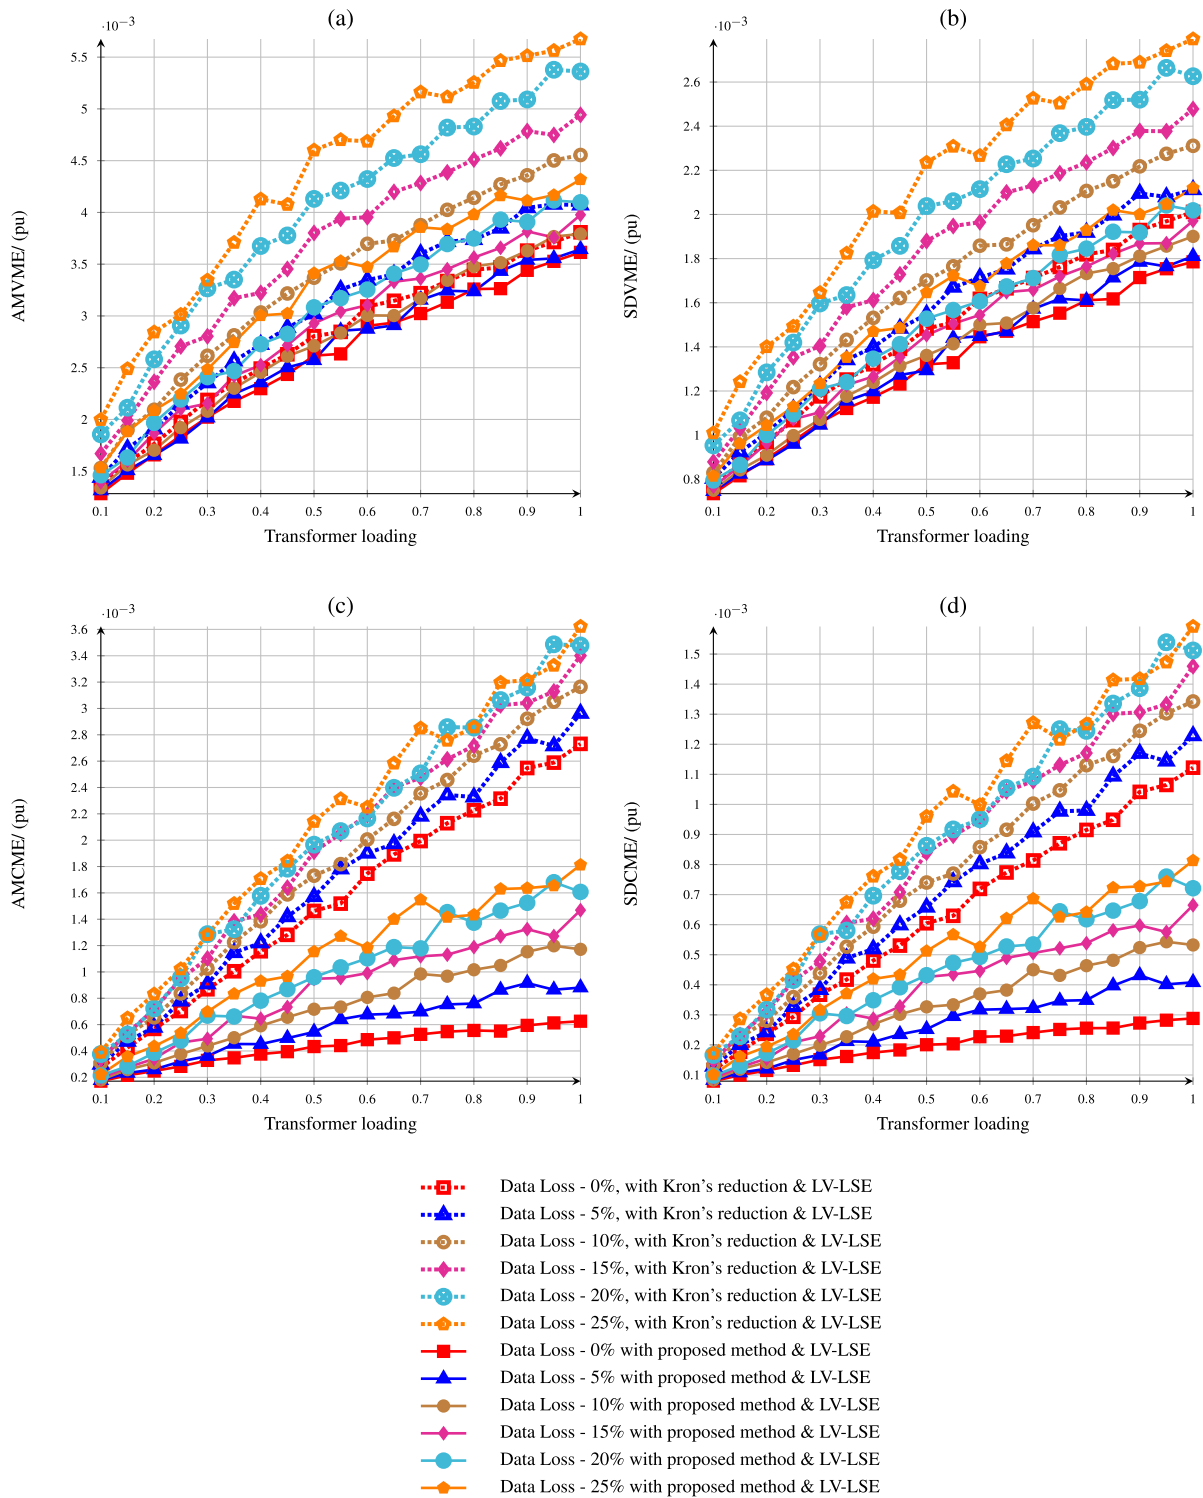 (a)
·10⁻³
5.5
5
4.5
4
3.5
3
2.5
2
1.5
0.1 0.2 0.3 0.4 0.5 0.6 0.7 0.8 0.9 1
Transformer loading
AMVME/ (pu)
(b)
·10⁻³
2.6
2.4
2.2
2
1.8
1.6
1.4
1.2
1
0.8
0.1 0.2 0.3 0.4 0.5 0.6 0.7 0.8 0.9 1
Transformer loading
SDVME/ (pu)
(c)
·10⁻³
3.6
3.4
3.2
3
2.8
2.6
2.4
2.2
2
1.8
1.6
1.4
1.2
1
0.8
0.6
0.4
0.2
0.1 0.2 0.3 0.4 0.5 0.6 0.7 0.8 0.9 1
Transformer loading
AMCME/ (pu)
(d)
·10⁻³
1.5
1.4
1.3
1.2
1.1
1
0.9
0.8
0.7
0.6
0.5
0.4
0.3
0.2
0.1
0.1 0.2 0.3 0.4 0.5 0.6 0.7 0.8 0.9 1
Transformer loading
SDCME/ (pu)
Data Loss - 0%, with Kron's reduction & LV-LSE
Data Loss - 5%, with Kron's reduction & LV-LSE
Data Loss - 10%, with Kron's reduction & LV-LSE
Data Loss - 15%, with Kron's reduction & LV-LSE
Data Loss - 20%, with Kron's reduction & LV-LSE
Data Loss - 25%, with Kron's reduction & LV-LSE
Data Loss - 0% with proposed method & LV-LSE
Data Loss - 5% with proposed method & LV-LSE
Data Loss - 10% with proposed method & LV-LSE
Data Loss - 15% with proposed method & LV-LSE
Data Loss - 20% with proposed method & LV-LSE
Data Loss - 25% with proposed method & LV-LSE